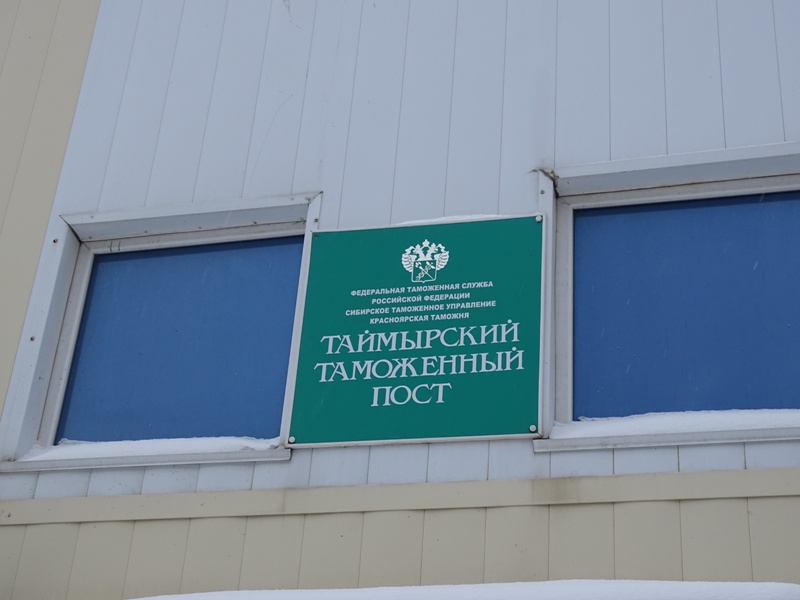 ФЕДЕРАЛЬНАЯ ТАМОЖЕННАЯ СЛУЖБА
РОССИЙСКОЙ ФЕДЕРАЦИИ
СИБИРСКОЕ ТАМОЖЕННОЕ УПРАВЛЕНИЕ
КРАСНОЯРСКАЯ ТАМОЖНЯ
ТАЙМЫРСКИЙ
ТАМОЖЕННЫЙ
ПОСТ